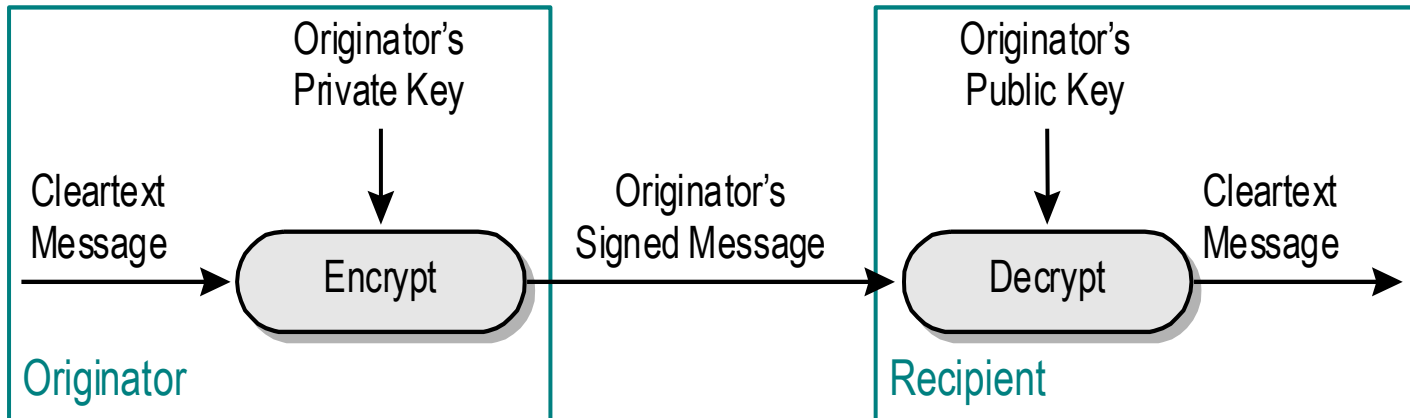 Originator’s
Private Key
Originator’s
Public Key
Cleartext
Message
Originator’s
Signed Message
Cleartext
Message
Encrypt
Decrypt
Originator
Recipient